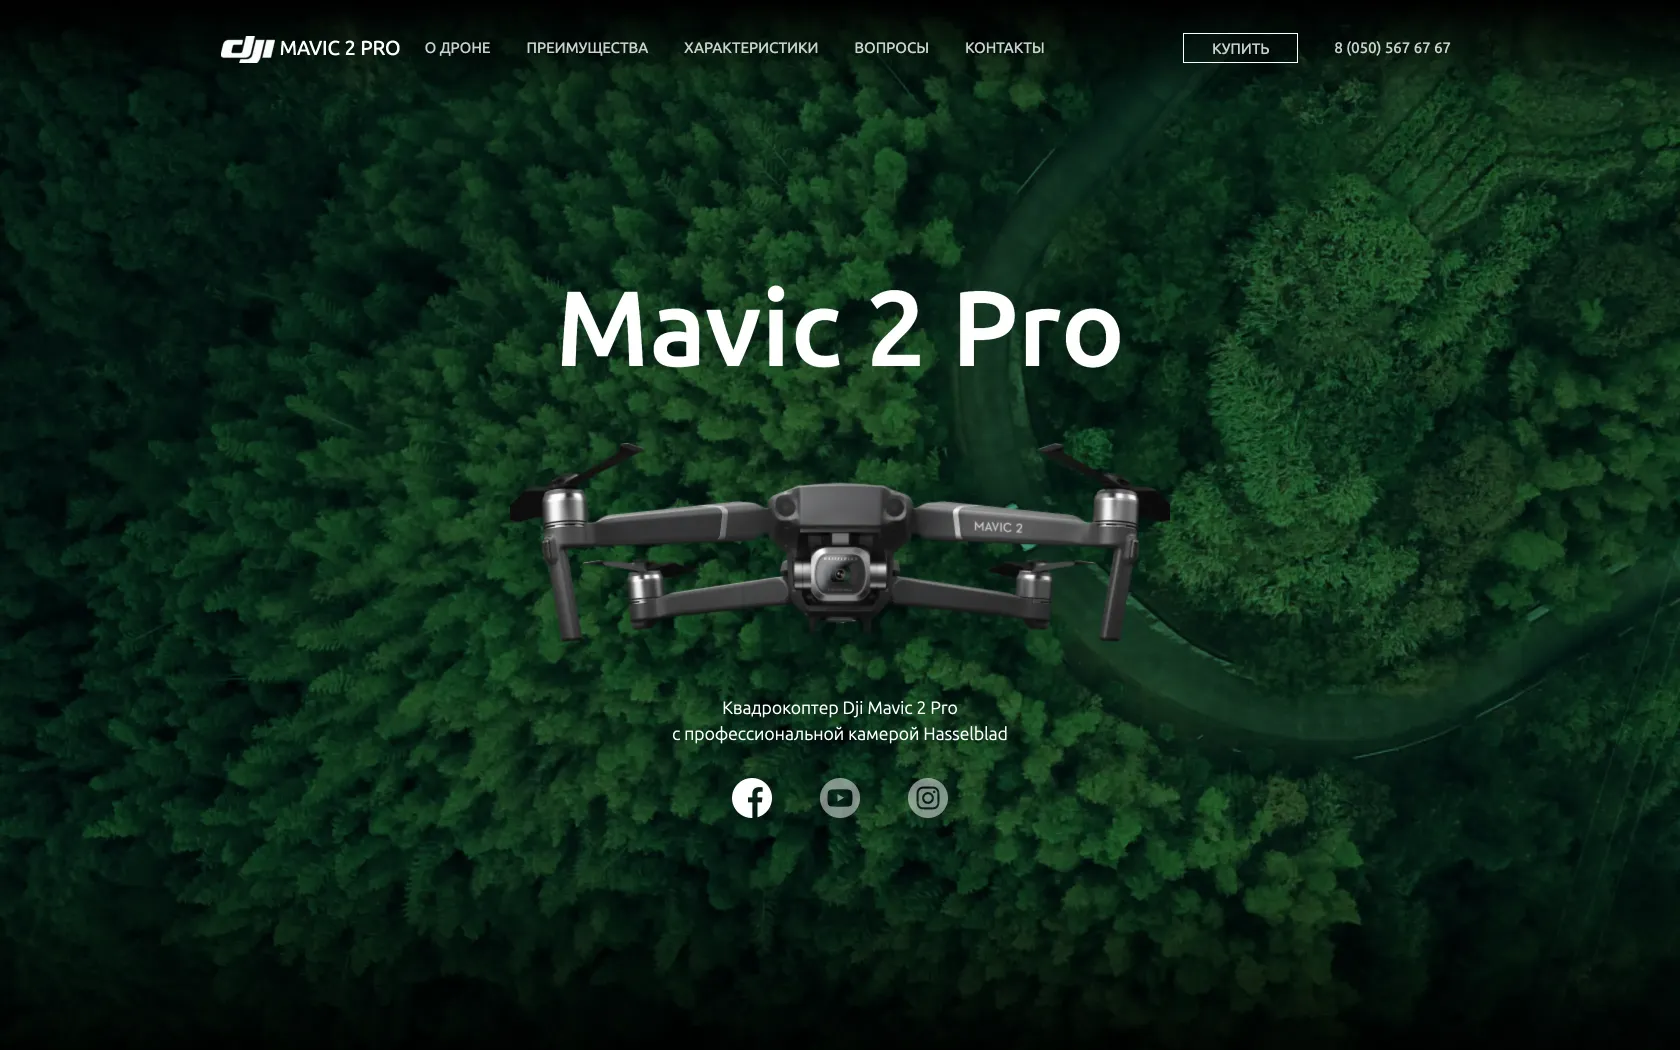 dji MAVIC 2 PRO
О ДРОНЕ
ПРЕИМУЩЕСТВА
ХАРАКТЕРИСТИКИ
ВОПРОСЫ
КОНТАКТЫ
КУПИТЬ
8 (050) 567 67 67
Mavic 2 Pro
MAVIC 2
HASSELBLAD
Квадрокоптер Dji Mavic 2 Pro
с профессиональной камерой Hasselblad